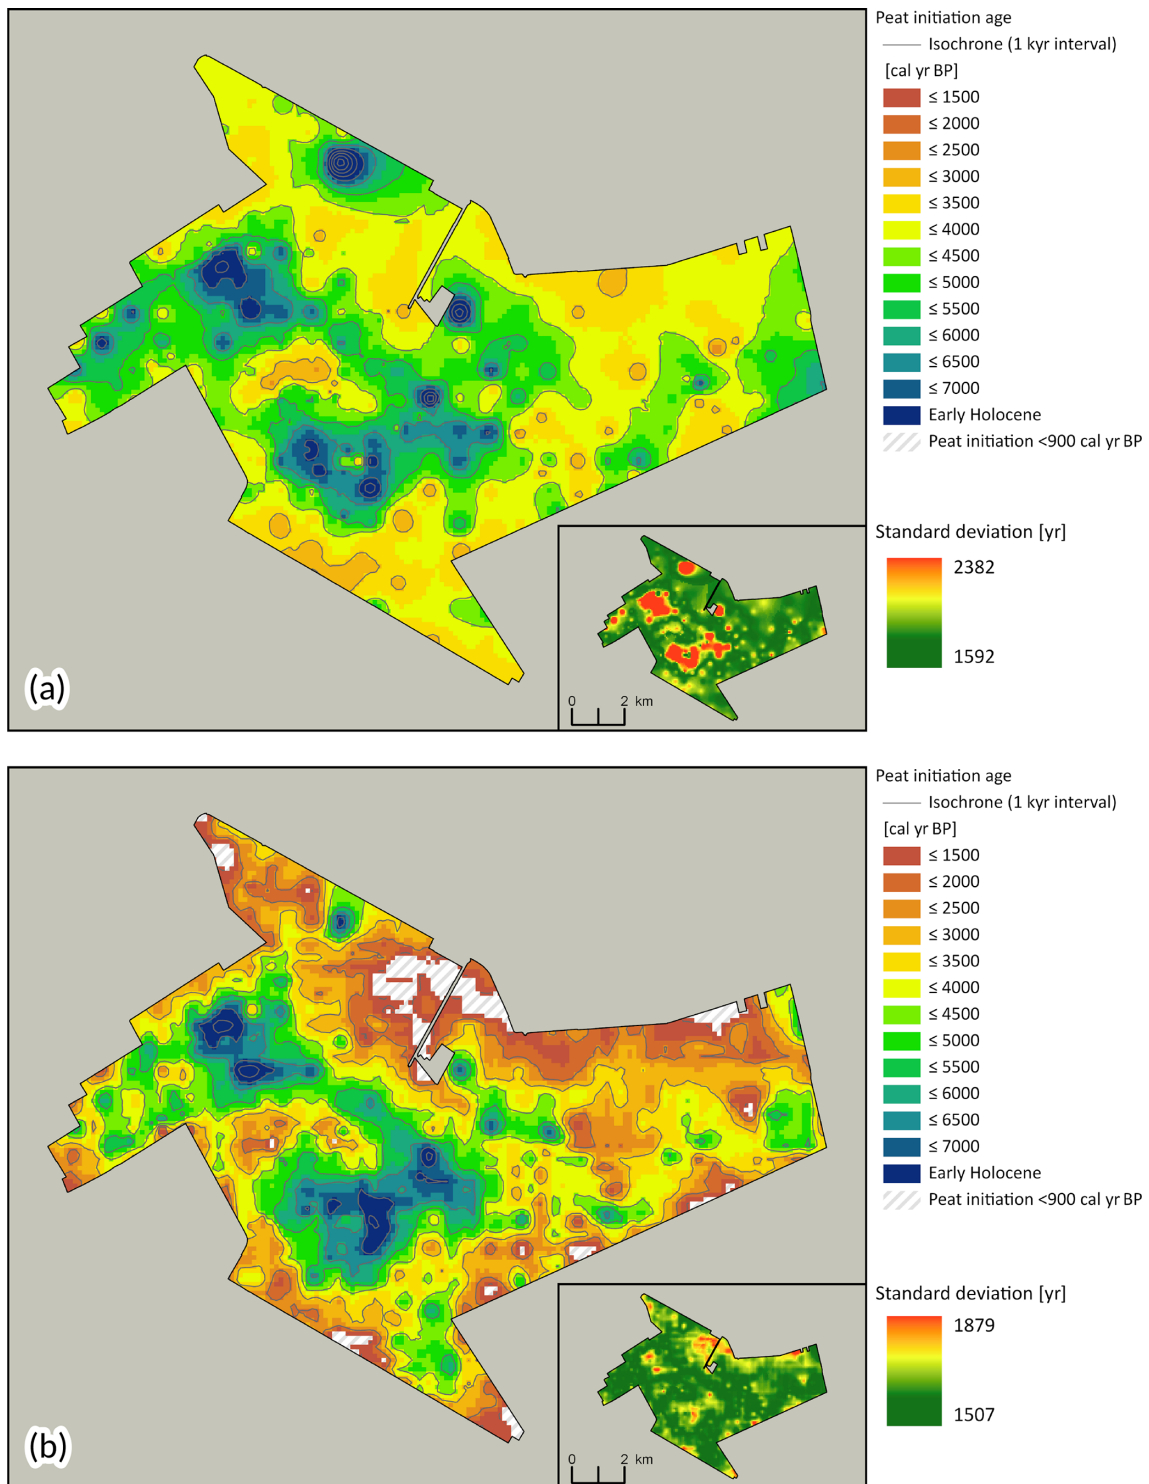 Peat initiation age
Isochrone (1 kyr interval)
[cal yr BP]
≤ 1500
≤ 2000
≤ 2500
≤ 3000
≤ 3500
≤ 4000
≤ 4500
≤ 5000
≤ 5500
≤ 6000
≤ 6500
≤ 7000
Early Holocene
Peat initiation <900 cal yr BP
Standard deviation [yr]
2382
1592
0 2 km
(a)
Peat initiation age
Isochrone (1 kyr interval)
[cal yr BP]
≤ 1500
≤ 2000
≤ 2500
≤ 3000
≤ 3500
≤ 4000
≤ 4500
≤ 5000
≤ 5500
≤ 6000
≤ 6500
≤ 7000
Early Holocene
Peat initiation <900 cal yr BP
Standard deviation [yr]
1879
1507
0 2 km
(b)